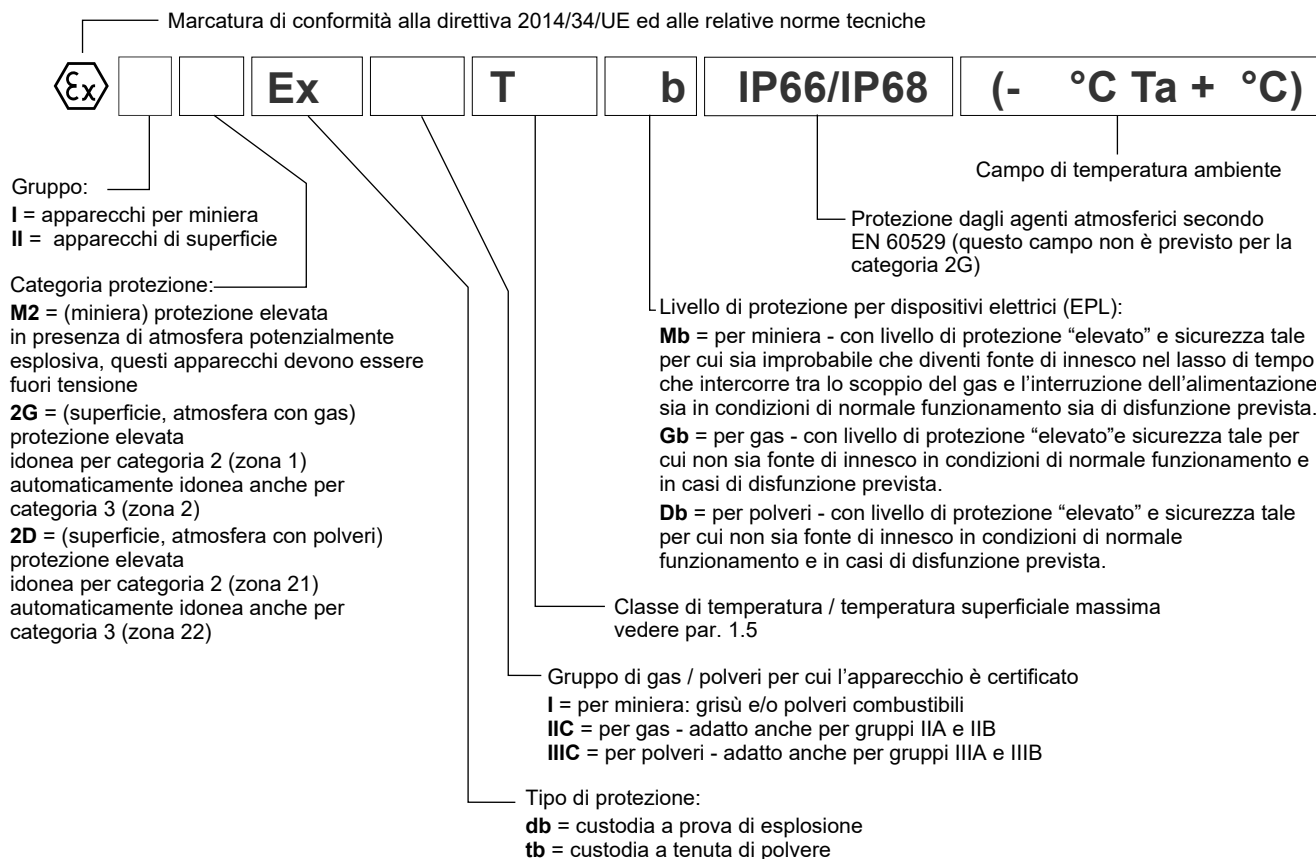 Marcatura di conformità alla direttiva 2014/34/UE ed alle relative norme tecniche
Ex Ex T b IP66/IP68 (- °C Ta + °C)
Campo di temperatura ambiente
Gruppo:
I = apparecchi per miniera
II = apparecchi di superficie
Protezione dagli agenti atmosferici secondo
EN 60529 (questo campo non è previsto per la
categoria 2G)
Categoria protezione:
M2 = (miniera) protezione elevata
in presenza di atmosfera potenzialmente
esplosiva, questi apparecchi devono essere
fuori tensione
2G = (superficie, atmosfera con gas)
protezione elevata
idonea per categoria 2 (zona 1)
automaticamente idonea anche per
categoria 3 (zona 2)
2D = (superficie, atmosfera con polveri)
protezione elevata
idonea per categoria 2 (zona 21)
automaticamente idonea anche per
categoria 3 (zona 22)
Livello di protezione per dispositivi elettrici (EPL):
Mb = per miniera - con livello di protezione “elevato” e sicurezza tale
per cui sia improbabile che diventi fonte di innesco nel lasso di tempo
che intercorre tra lo scoppio del gas e l’interruzione dell’alimentazione
sia in condizioni di normale funzionamento sia di disfunzione prevista.
Gb = per gas - con livello di protezione “elevato”e sicurezza tale per
cui non sia fonte di innesco in condizioni di normale funzionamento e
in casi di disfunzione prevista.
Db = per polveri - con livello di protezione “elevato” e sicurezza tale
per cui non sia fonte di innesco in condizioni di normale
funzionamento e in casi di disfunzione prevista.
Classe di temperatura / temperatura superficiale massima
vedere par. 1.5
Gruppo di gas / polveri per cui l’apparecchio è certificato
I = per miniera: grisù e/o polveri combustibili
IIC = per gas - adatto anche per gruppi IIA e IIB
IIIC = per polveri - adatto anche per gruppi IIIA e IIIB
Tipo di protezione:
db = custodia a prova di esplosione
tb = custodia a tenuta di polvere